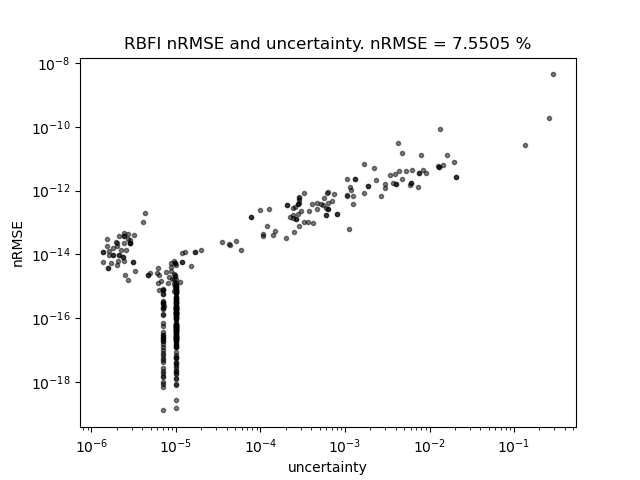 RBFI nRMSE and uncertainty. nRMSE = 7.5505 %
10⁻⁸
10⁻¹⁰
10⁻¹²
10⁻¹⁴
10⁻¹⁶
10⁻¹⁸
nRMSE
10⁻⁶ 10⁻⁵ 10⁻⁴ 10⁻³ 10⁻² 10⁻¹
uncertainty